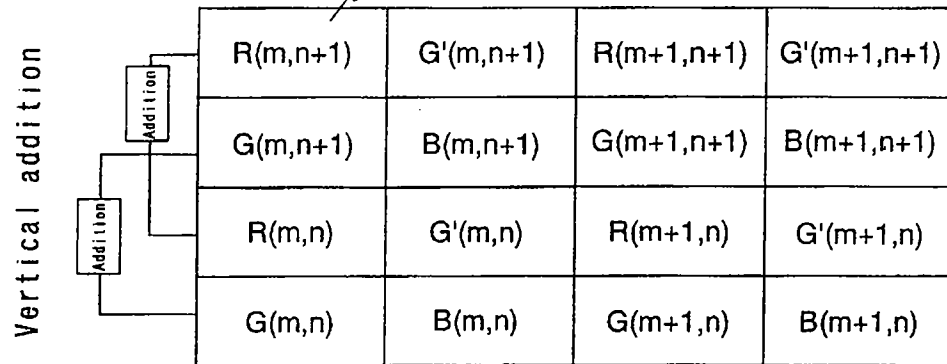 Vertical addition
Addition
Addition
R(m,n+1) G'(m,n+1) R(m+1,n+1) G'(m+1,n+1)
G(m,n+1) B(m,n+1) G(m+1,n+1) B(m+1,n+1)
R(m,n) G'(m,n) R(m+1,n) G'(m+1,n)
G(m,n) B(m,n) G(m+1,n) B(m+1,n)